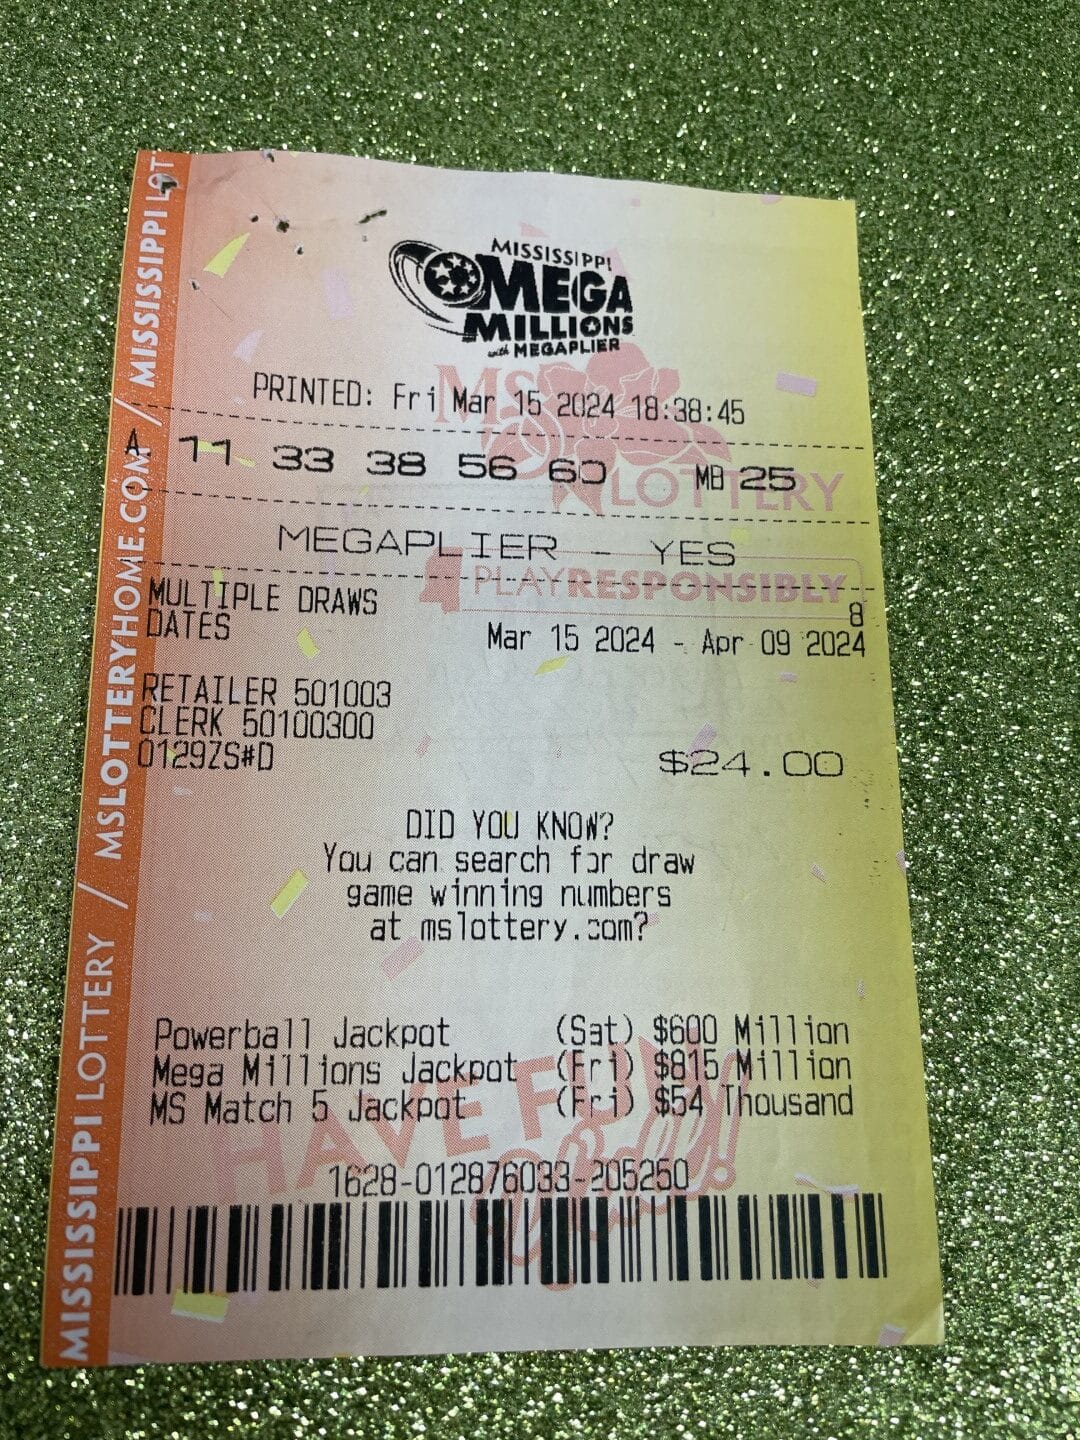 MISSISSIPPI
MEGA
MILLIONS
with MEGAPLIER
PRINTED: Fri Mar 15 2024 18:38:45
A 11 33 38 56 60 MB 25
MEGAPLIER - YES
MULTIPLE DRAWS 8
DATES Mar 15 2024 - Apr 09 2024
RETAILER 501003
CLERK 50100300
0129ZS#D
$24.00
DID YOU KNOW?
You can search for draw
game winning numbers
at mslottery.com?
Powerball Jackpot (Sat) $600 Million
Mega Millions Jackpot (Fri) $815 Million
MS Match 5 Jackpot (Fri) $54 Thousand
1628-012876033-205250
MISSISSIPPI LOTTERY / MSLOTTERYHOME.COM / MISSISSIPPI LOT
MS
LOTTERY
PLAY RESPONSIBLY
HAVE FUN